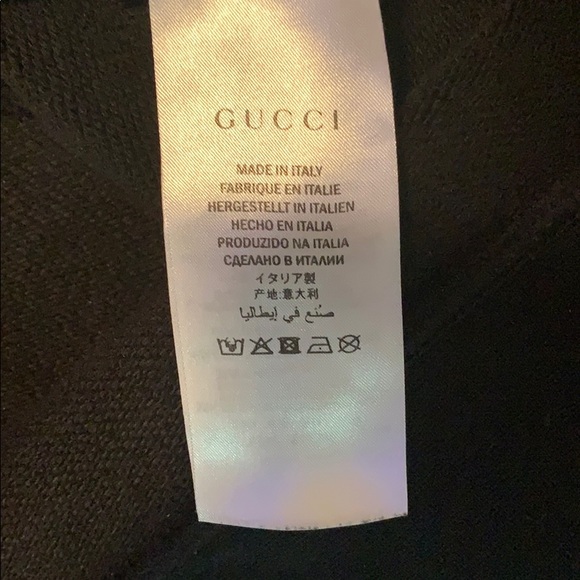 GUCCI
MADE IN ITALY
FABRIQUE EN ITALIE
HERGESTELLT IN ITALIEN
HECHO EN ITALIA
PRODUZIDO NA ITALIA
СДЕЛАНО В ИТАЛИИ
イタリア製
产地:意大利
صُنع في إيطاليا